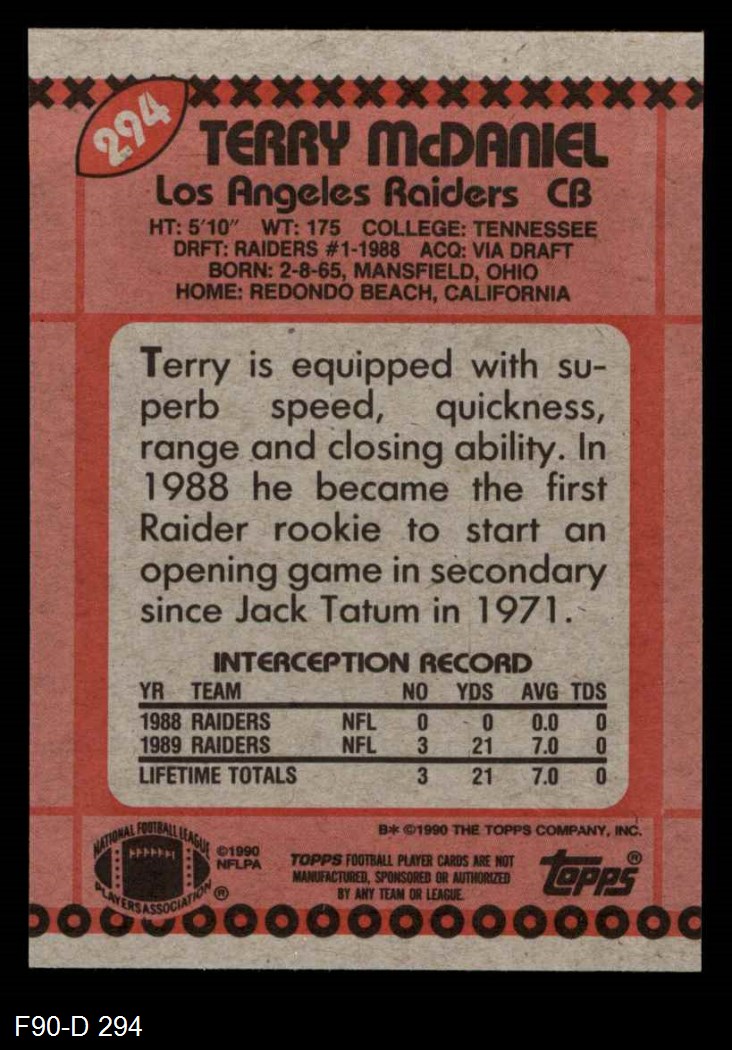 294
TERRY McDANIEL
Los Angeles Raiders CB
HT: 5'10" WT: 175 COLLEGE: TENNESSEE
DRFT: RAIDERS #1-1988 ACQ: VIA DRAFT
BORN: 2-8-65, MANSFIELD, OHIO
HOME: REDONDO BEACH, CALIFORNIA
Terry is equipped with su-
perb speed, quickness,
range and closing ability. In
1988 he became the first
Raider rookie to start an
opening game in secondary
since Jack Tatum in 1971.
INTERCEPTION RECORD
YR TEAM NO YDS AVG TDS
1988 RAIDERS NFL 0 0 0.0 0
1989 RAIDERS NFL 3 21 7.0 0
LIFETIME TOTALS 3 21 7.0 0
B* ©1990 THE TOPPS COMPANY, INC.
NATIONAL FOOTBALL LEAGUE
PLAYERS ASSOCIATION ®
©1990
NFLPA
TOPPS FOOTBALL PLAYER CARDS ARE NOT
MANUFACTURED, SPONSORED OR AUTHORIZED
BY ANY TEAM OR LEAGUE.
topps®
F90-D 294